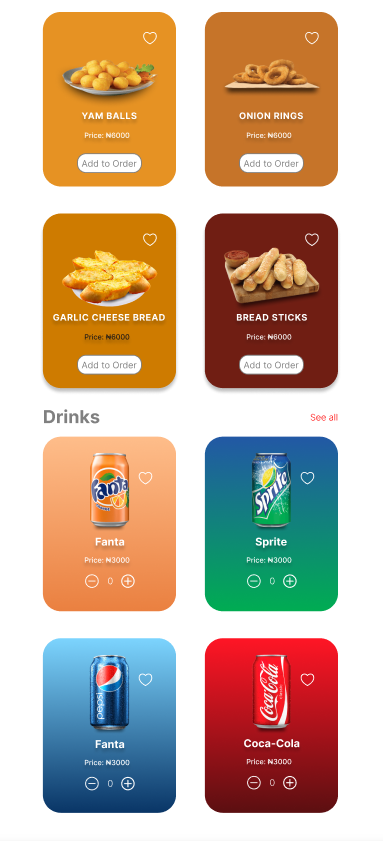 YAM BALLS
Price: ₦6000
Add to Order
ONION RINGS
Price: ₦6000
Add to Order
GARLIC CHEESE BREAD
Price: ₦6000
Add to Order
BREAD STICKS
Price: ₦6000
Add to Order
Drinks
See all
Fanta
Fanta
Price: ₦3000
0
Sprite
Sprite
Price: ₦3000
0
pepsi
Fanta
Price: ₦3000
0
Coca-Cola
Coca-Cola
Price: ₦3000
0